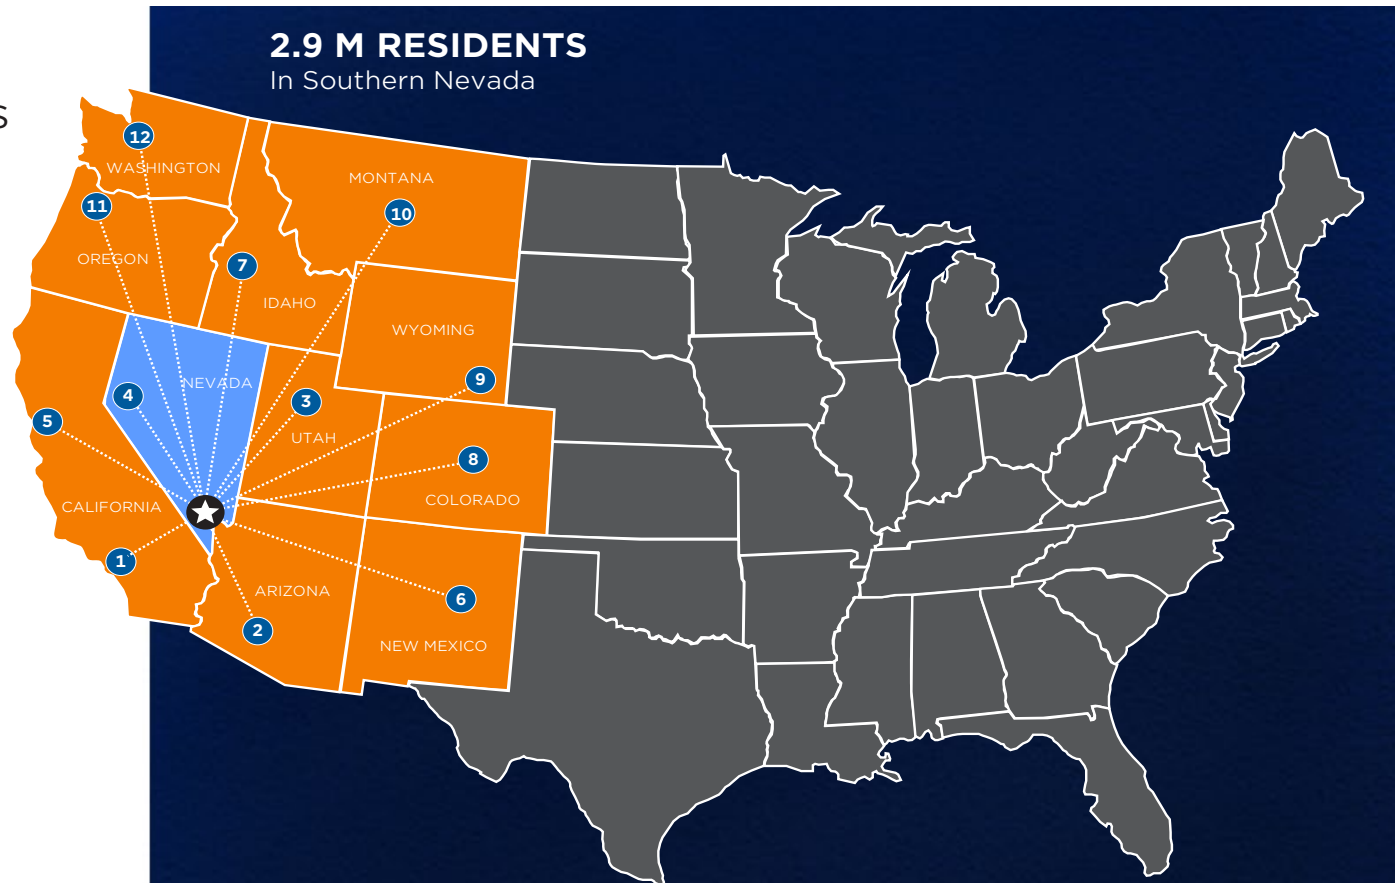 2.9 M RESIDENTS
In Southern Nevada
S
12
WASHINGTON
MONTANA
11
10
OREGON
7
IDAHO
WYOMING
9
NEVADA
4
3
5
UTAH
8
COLORADO
CALIFORNIA
1
ARIZONA
6
2
NEW MEXICO